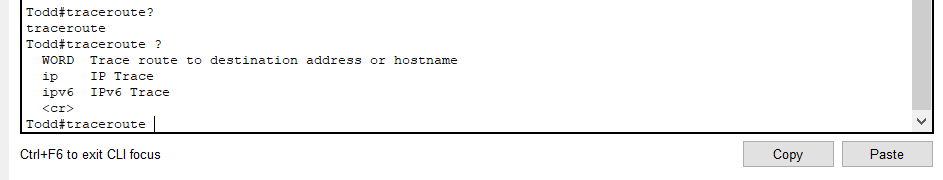 Todd#traceroute?
traceroute
Todd#traceroute ?
  WORD  Trace route to destination address or hostname
  ip    IP Trace
  ipv6  IPv6 Trace
  <cr>
Todd#traceroute
Ctrl+F6 to exit CLI focus
Copy
Paste